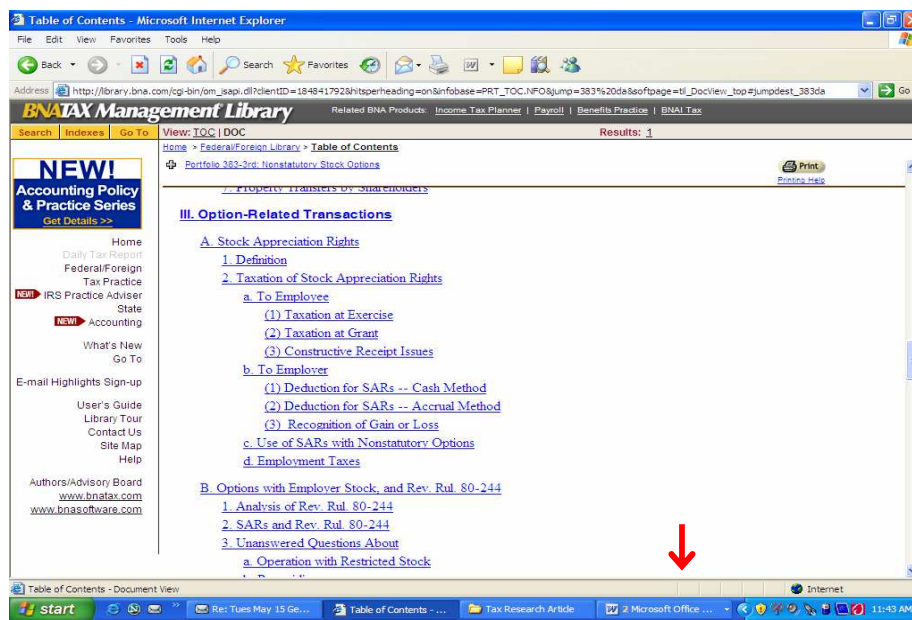 Table of Contents - Microsoft Internet Explorer
File Edit View Favorites Tools Help
Back Search Favorites
Address http://library.bna.com/cgi-bin/om_isapi.dll?clientID=184841792&hitsperheading=on&infobase=PRT_TOC.NFO&jump=383%20da&softpage=tl_DocView_top#jumpdest_383da Go
BNATAX Management Library Related BNA Products: Income Tax Planner | Payroll | Benefits Practice | BNAI Tax
Search Indexes Go To View: TOC | DOC Results: 1
Home > Federal/Foreign Library > Table of Contents
Portfolio 383-3rd: Nonstatutory Stock Options
Print
Printing Help
NEW!
Accounting Policy
& Practice Series
Get Details >>
Home
Daily Tax Report
Federal/Foreign
Tax Practice
NEW! IRS Practice Adviser
State
NEW! Accounting
What's New
Go To
E-mail Highlights Sign-up
User's Guide
Library Tour
Contact Us
Site Map
Help
Authors/Advisory Board
www.bnatax.com
www.bnasoftware.com
7. Property Transfers by Shareholders
III. Option-Related Transactions
A. Stock Appreciation Rights
1. Definition
2. Taxation of Stock Appreciation Rights
a. To Employee
(1) Taxation at Exercise
(2) Taxation at Grant
(3) Constructive Receipt Issues
b. To Employer
(1) Deduction for SARs -- Cash Method
(2) Deduction for SARs -- Accrual Method
(3) Recognition of Gain or Loss
c. Use of SARs with Nonstatutory Options
d. Employment Taxes
B. Options with Employer Stock, and Rev. Rul. 80-244
1. Analysis of Rev. Rul. 80-244
2. SARs and Rev. Rul. 80-244
3. Unanswered Questions About
a. Operation with Restricted Stock
Table of Contents - Document View Internet
start Re: Tues May 15 Ge... Table of Contents - ... Tax Research Article 2 Microsoft Office ... 11:43 AM